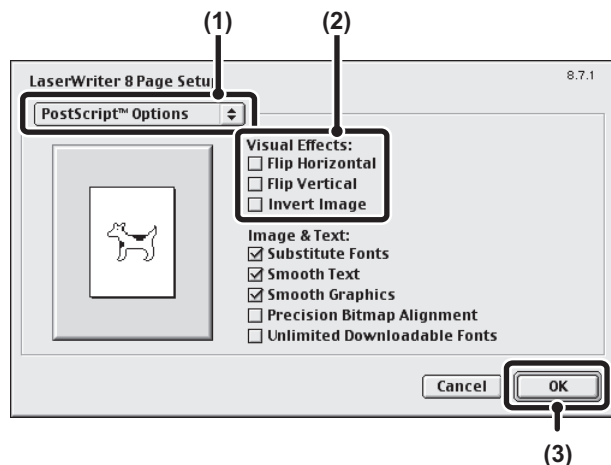 (1) (2)
LaserWriter 8 Page Setup 8.7.1
PostScript™ Options
Visual Effects:
Flip Horizontal
Flip Vertical
Invert Image
Image & Text:
Substitute Fonts
Smooth Text
Smooth Graphics
Precision Bitmap Alignment
Unlimited Downloadable Fonts
Cancel OK
(3)